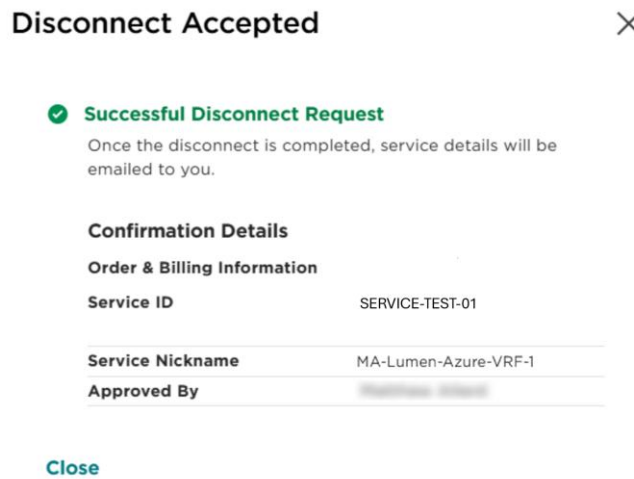 Disconnect Accepted
Successful Disconnect Request
Once the disconnect is completed, service details will be
emailed to you.
Confirmation Details
Order & Billing Information
Service ID SERVICE-TEST-01
Service Nickname MA-Lumen-Azure-VRF-1
Approved By
Close